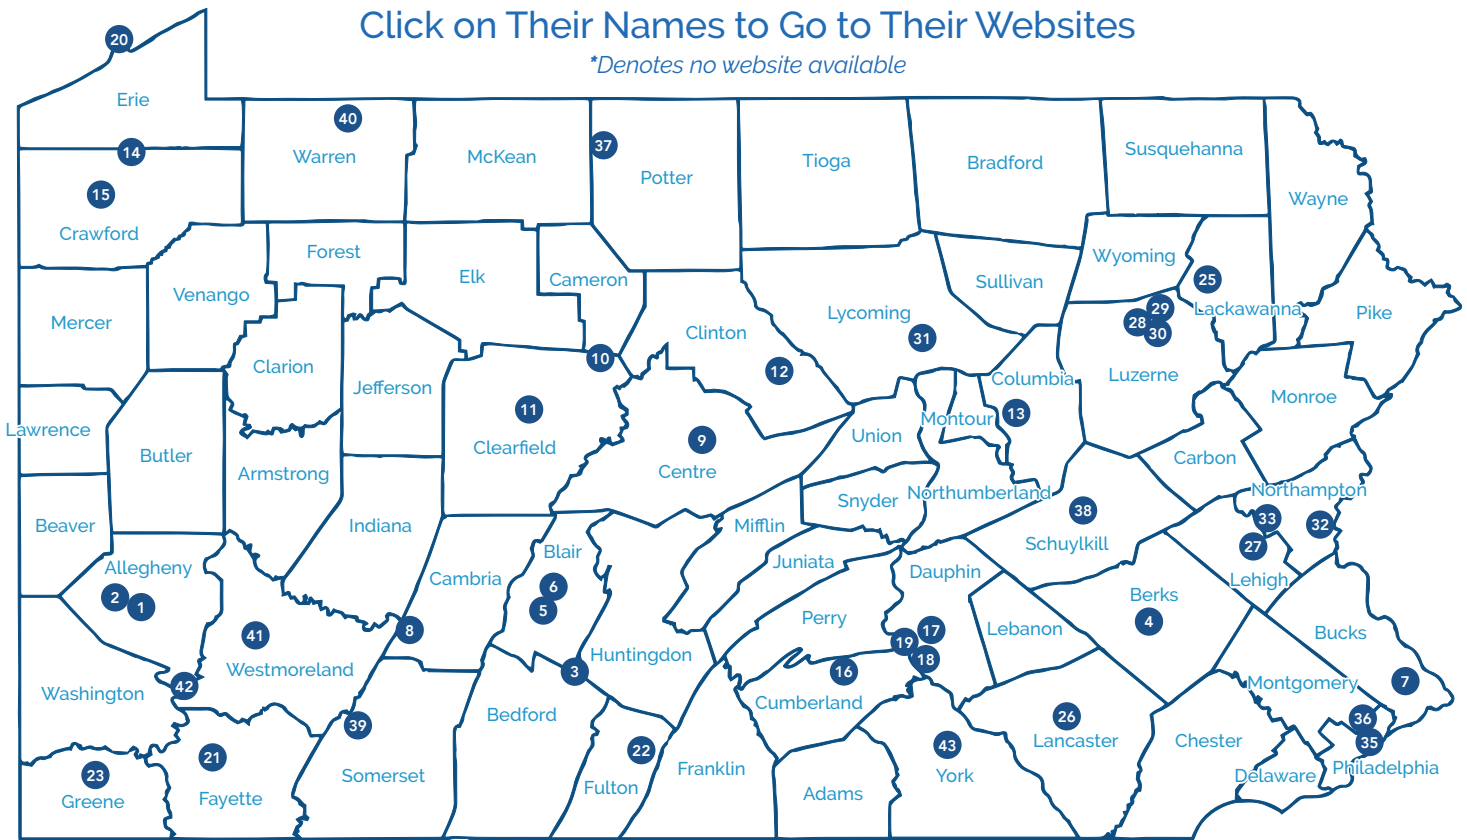 Click on Their Names to Go to Their Websites
*Denotes no website available
20
Erie
40
Warren
McKean
37
Potter
Tioga
Bradford
Susquehanna
Wayne
14
15
Crawford
Forest
Elk
Cameron
Wyoming
25
Lackawanna
Venango
Mercer
Clinton
Lycoming
31
Sullivan
29
28
30
Luzerne
Pike
Clarion
Jefferson
10
12
Columbia
13
Monroe
11
Clearfield
9
Centre
Union
Montour
Lawrence
Butler
Armstrong
Carbon
Northampton
Snyder
Northumberland
38
Schuylkill
33
32
27
Lehigh
Beaver
Indiana
Mifflin
Juniata
Allegheny
2
1
Cambria
Blair
6
5
Dauphin
Berks
4
8
41
Westmoreland
Perry
17
19
18
Lebanon
Bucks
Huntingdon
3
16
Cumberland
Montgomery
7
Washington
42
39
Bedford
26
Lancaster
36
35
Philadelphia
21
Fayette
22
Fulton
Franklin
43
York
Chester
Delaware
23
Greene
Somerset
Adams